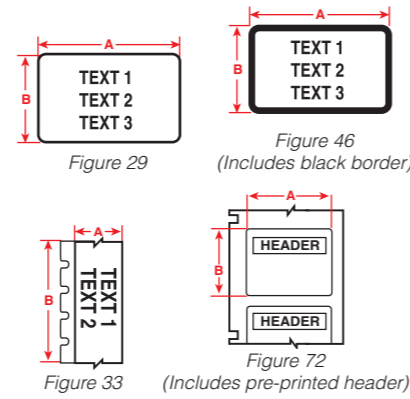 A
B
TEXT 1
TEXT 2
TEXT 3
Figure 29
A
B
TEXT 1
TEXT 2
TEXT 3
Figure 46
(Includes black border)
A
B
TEXT 1
TEXT 2
Figure 33
A
B
HEADER
HEADER
Figure 72
(Includes pre-printed header)